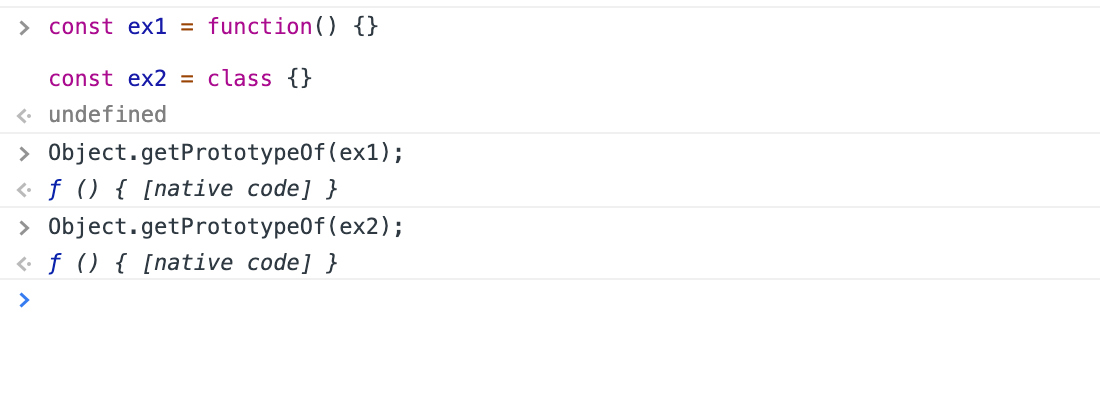 const ex1 = function() {}
const ex2 = class {}
undefined
Object.getPrototypeOf(ex1);
ƒ () { [native code] }
Object.getPrototypeOf(ex2);
ƒ () { [native code] }